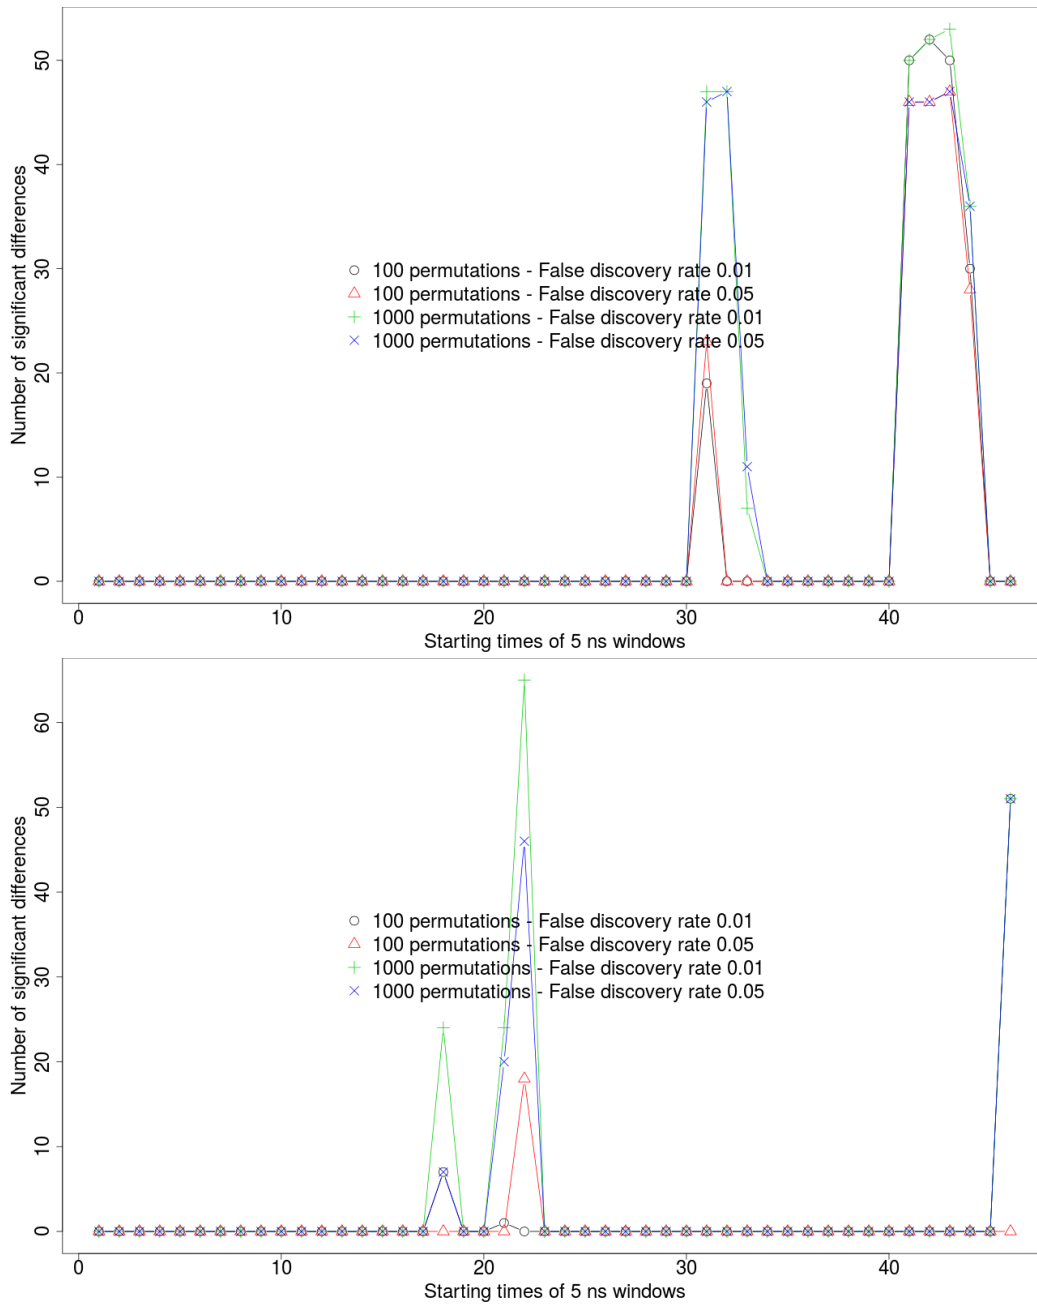 50
40
30
20
10
0
Number of significant differences
100 permutations - False discovery rate 0.01
100 permutations - False discovery rate 0.05
1000 permutations - False discovery rate 0.01
1000 permutations - False discovery rate 0.05
0 10 20 30 40
Starting times of 5 ns windows
60
50
40
30
20
10
0
Number of significant differences
100 permutations - False discovery rate 0.01
100 permutations - False discovery rate 0.05
1000 permutations - False discovery rate 0.01
1000 permutations - False discovery rate 0.05
0 10 20 30 40
Starting times of 5 ns windows